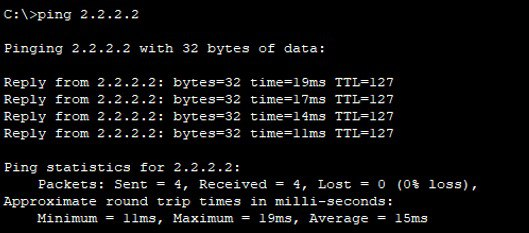 C:\>ping 2.2.2.2
Pinging 2.2.2.2 with 32 bytes of data:
Reply from 2.2.2.2: bytes=32 time=19ms TTL=127
Reply from 2.2.2.2: bytes=32 time=17ms TTL=127
Reply from 2.2.2.2: bytes=32 time=14ms TTL=127
Reply from 2.2.2.2: bytes=32 time=11ms TTL=127
Ping statistics for 2.2.2.2:
Packets: Sent = 4, Received = 4, Lost = 0 (0% loss),
Approximate round trip times in milli-seconds:
Minimum = 11ms, Maximum = 19ms, Average = 15ms